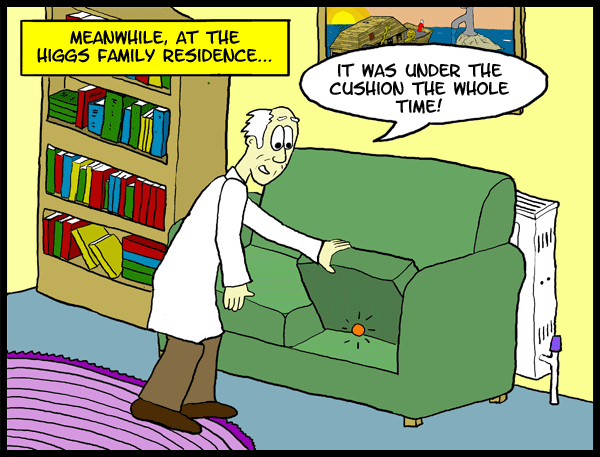 MEANWHILE, AT THE
HIGGS FAMILY RESIDENCE...
IT WAS UNDER THE
CUSHION THE WHOLE
TIME!